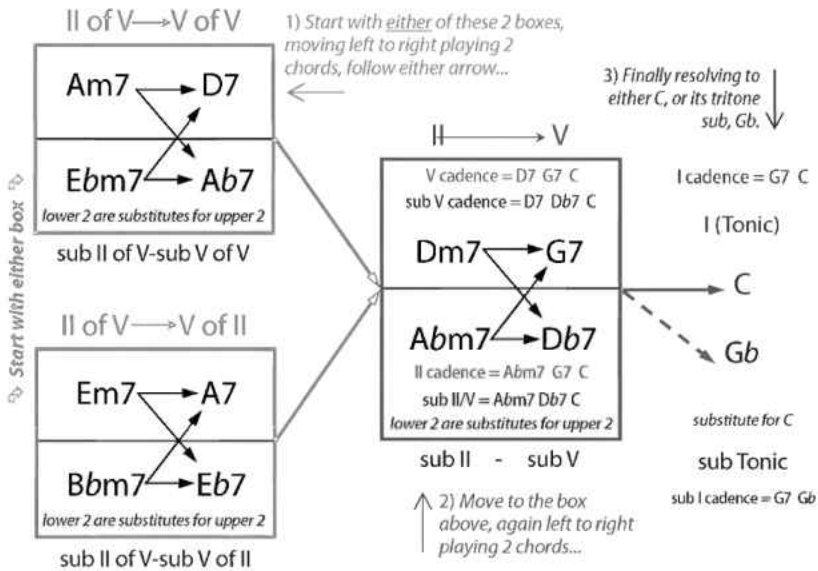 II of V → V of V
1) Start with either of these 2 boxes,
moving left to right playing 2
chords, follow either arrow...
Am7 D7
Ebm7 Ab7
lower 2 are substitutes for upper 2
sub II of V-sub V of V
Start with either box
II of V → V of II
Em7 A7
Bbm7 Eb7
lower 2 are substitutes for upper 2
sub II of V-sub V of II
II → V
V cadence = D7 G7 C
sub V cadence = D7 Db7 C
Dm7 G7
Abm7 Db7
II cadence = Abm7 G7 C
sub II/V = Abm7 Db7 C
lower 2 are substitutes for upper 2
sub II - sub V
2) Move to the box
above, again left to right
playing 2 chords...
3) Finally resolving to
either C, or its tritone
sub, Gb.
I cadence = G7 C
I (Tonic)
C
Gb
substitute for C
sub Tonic
sub I cadence = G7 Gb